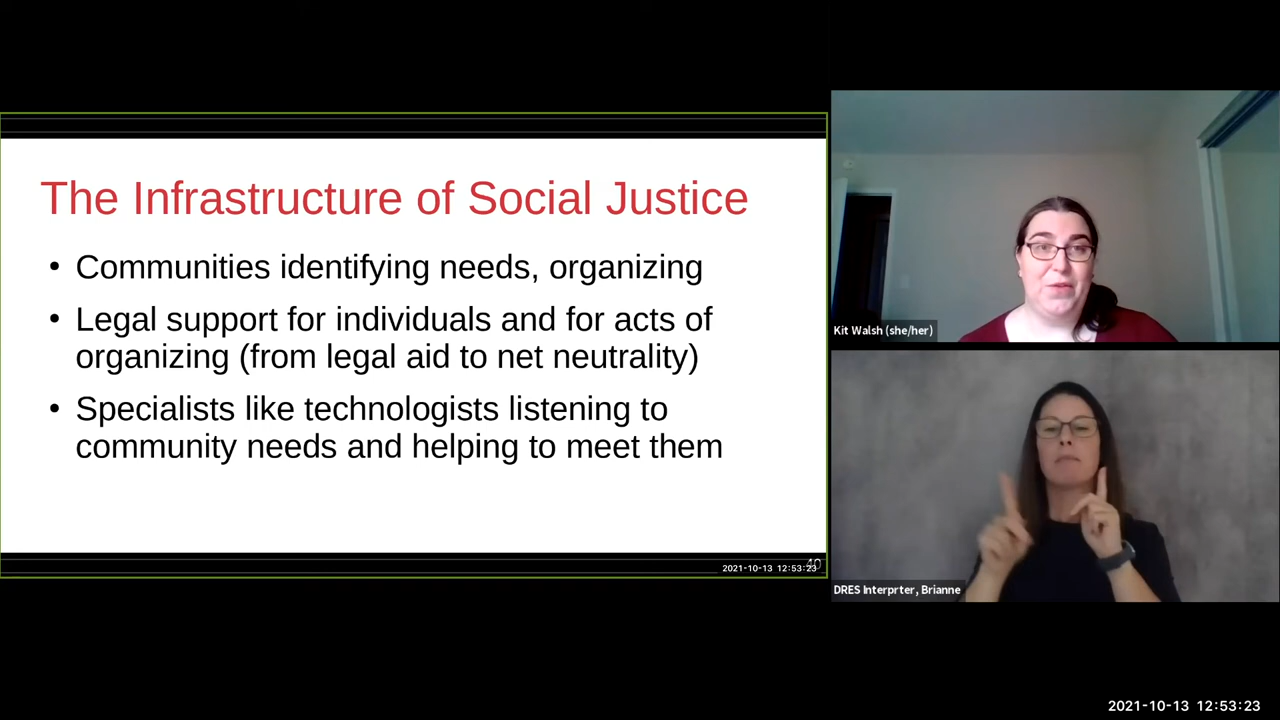 The Infrastructure of Social Justice
• Communities identifying needs, organizing
• Legal support for individuals and for acts of
organizing (from legal aid to net neutrality)
• Specialists like technologists listening to
community needs and helping to meet them
40
2021-10-13 12:53:23
Kit Walsh (she/her)
DRES Interprter, Brianne
2021-10-13 12:53:23